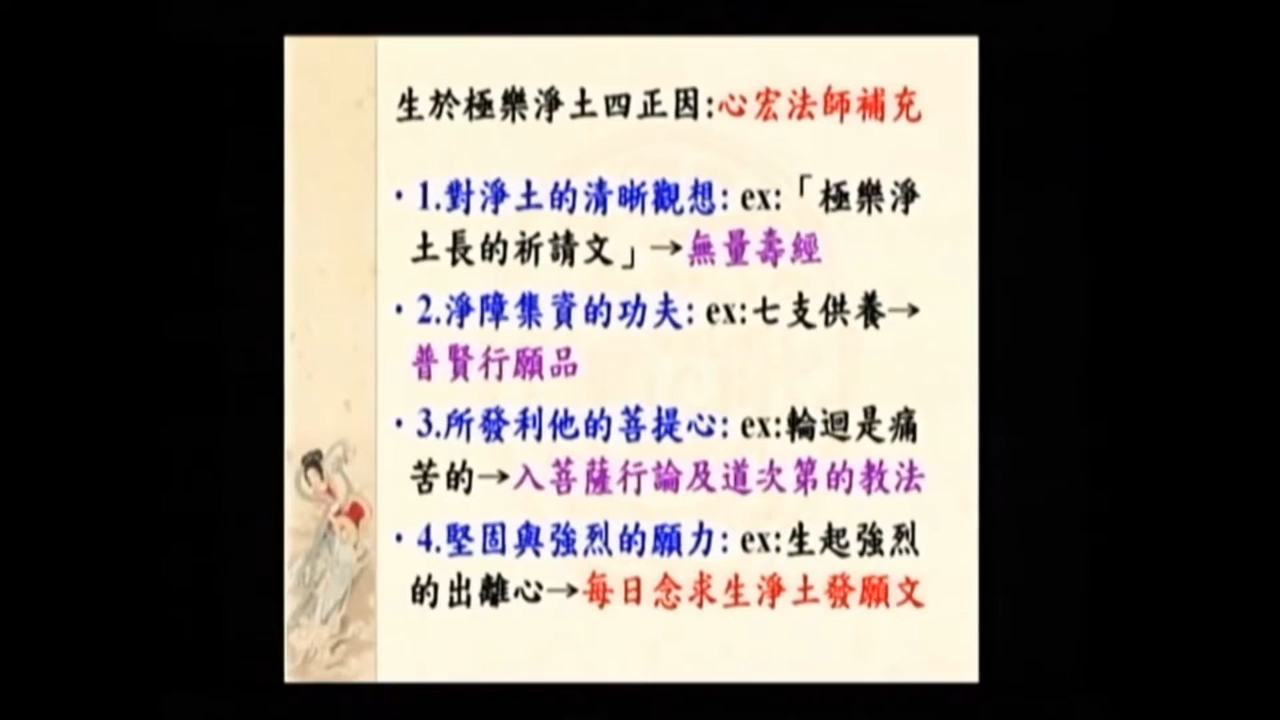 生於極樂淨土四正因:心宏法師補充
・1.對淨土的清晰觀想: ex:「極樂淨
土長的祈請文」→無量壽經
・2.淨障集資的功夫: ex:七支供養→
普賢行願品
・3.所發利他的菩提心: ex:輪迴是痛
苦的→入菩薩行論及道次第的教法
・4.堅固與強烈的願力: ex:生起強烈
的出離心→每日念求生淨土發願文